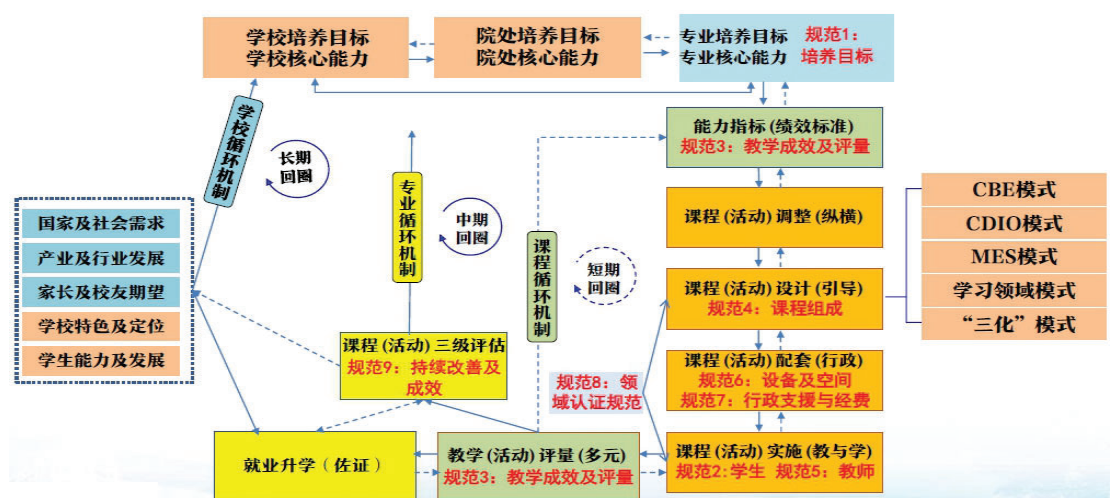 学校培养目标
学校核心能力
院处培养目标
院处核心能力
专业培养目标
专业核心能力
规范1：
培养目标
学校循环机制
长期
回圈
专业循环机制
中期
回圈
课程循环机制
短期
回圈
能力指标(绩效标准)
规范3：教学成效及评量
课程(活动)调整(纵横)
课程(活动)设计(引导)
规范4：课程组成
课程(活动)配套(行政)
规范6：设备及空间
规范7：行政支援与经费
规范8：领
域认证规范
课程(活动)实施(教与学)
规范2:学生 规范5：教师
CBE模式
CDIO模式
MES模式
学习领域模式
“三化”模式
国家及社会需求
产业及行业发展
家长及校友期望
学校特色及定位
学生能力及发展
课程(活动)三级评估
规范9：持续改善及
成效
就业升学（佐证）
教学(活动)评量(多元)
规范3：教学成效及评量